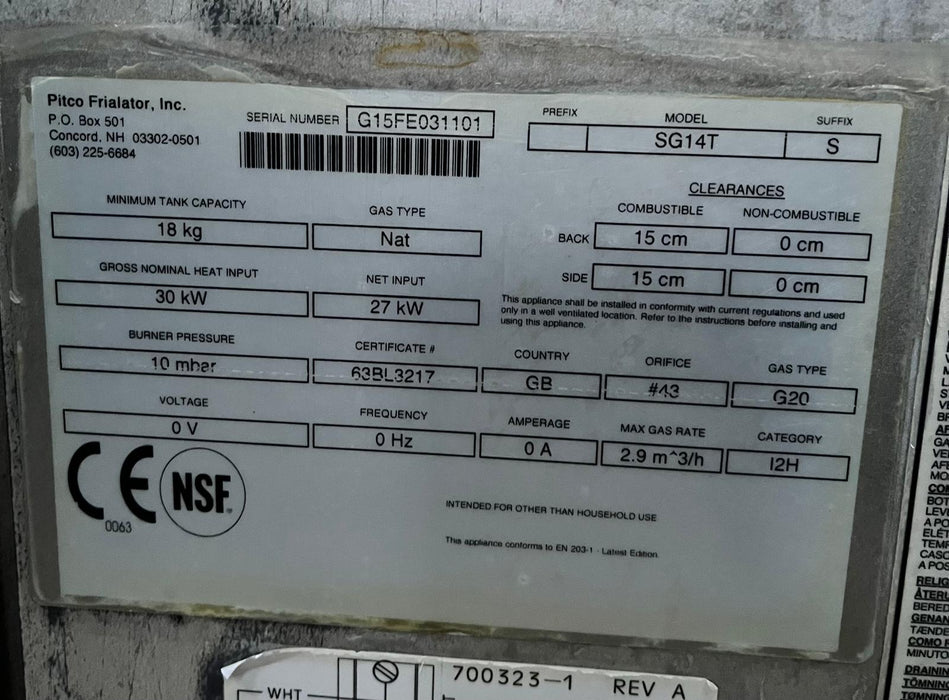 Pitco Frialator, Inc.
P.O. Box 501
Concord, NH 03302-0501
(603) 225-6684
SERIAL NUMBER G15FE031101
PREFIX MODEL SUFFIX
SG14T S
MINIMUM TANK CAPACITY GAS TYPE
18 kg Nat
CLEARANCES
COMBUSTIBLE NON-COMBUSTIBLE
BACK 15 cm 0 cm
SIDE 15 cm 0 cm
GROSS NOMINAL HEAT INPUT NET INPUT
30 kW 27 kW
This appliance shall be installed in conformity with current regulations and used
only in a well ventilated location. Refer to the instructions before installing and
using this appliance.
BURNER PRESSURE CERTIFICATE # COUNTRY ORIFICE GAS TYPE
10 mbar 63BL3217 GB #43 G20
VOLTAGE FREQUENCY AMPERAGE MAX GAS RATE CATEGORY
0 V 0 Hz 0 A 2.9 m^3/h I2H
CE NSF
0063
INTENDED FOR OTHER THAN HOUSEHOLD USE
This appliance conforms to EN 203-1 - Latest Edition.
WHT
700323-1 REV A